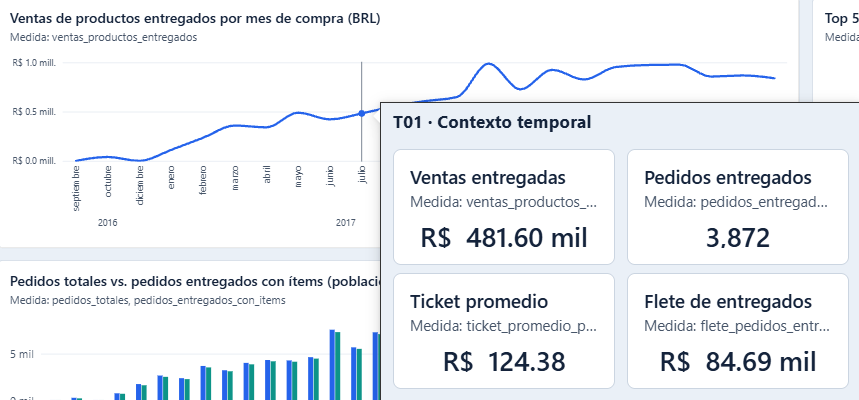 Ventas de productos entregados por mes de compra (BRL)
Medida: ventas_productos_entregados
R$ 1.0 mill.
R$ 0.5 mill.
R$ 0.0 mill.
septiembre
octubre
diciembre
enero
febrero
marzo
abril
mayo
junio
julio
2016
2017
Top 5
Medida
T01 · Contexto temporal
Ventas entregadas
Medida: ventas_productos_...
R$ 481.60 mil
Pedidos entregados
Medida: pedidos_entregad...
3,872
Ticket promedio
Medida: ticket_promedio_p...
R$ 124.38
Flete de entregados
Medida: flete_pedidos_entr...
R$ 84.69 mil
Pedidos totales vs. pedidos entregados con ítems (població
Medida: pedidos_totales, pedidos_entregados_con_items
5 mil
0 mil